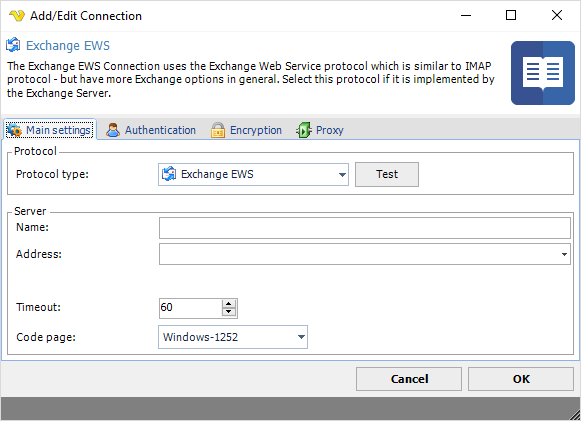 Add/Edit Connection
Exchange EWS
The Exchange EWS Connection uses the Exchange Web Service protocol which is similar to IMAP
protocol - but have more Exchange options in general. Select this protocol if it is implemented by
the Exchange Server.
Main settings Authentication Encryption Proxy
Protocol
Protocol type: Exchange EWS Test
Server
Name:
Address:
Timeout: 60
Code page: Windows-1252
Cancel OK